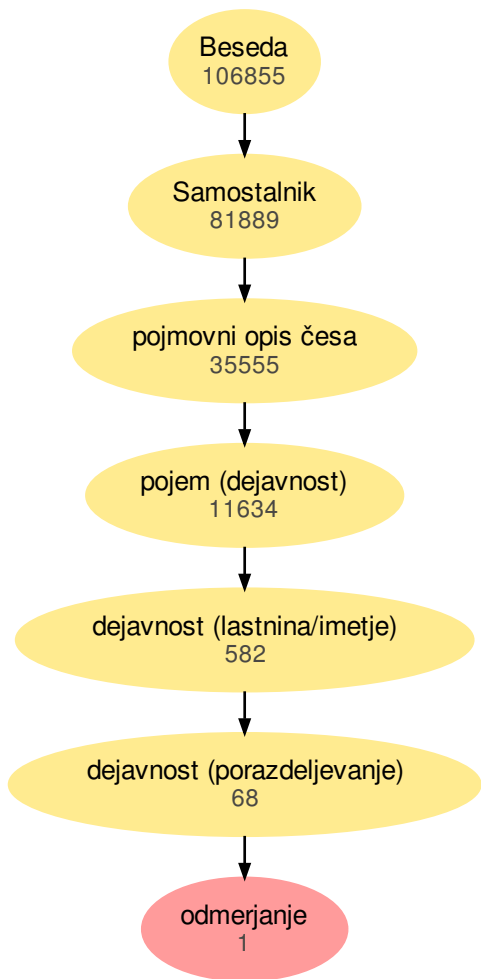 Beseda
106855
Samostalnik
81889
pojmovni opis česa
35555
pojem (dejavnost)
11634
dejavnost (lastnina/imetje)
582
dejavnost (porazdeljevanje)
68
odmerjanje
1